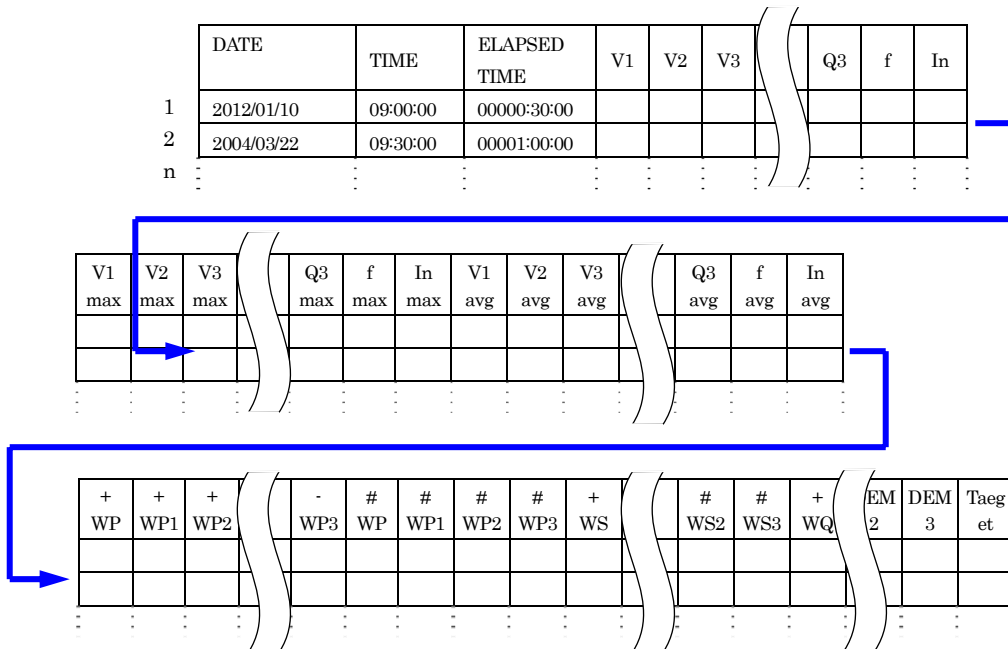 DATE TIME ELAPSED TIME V1 V2 V3 Q3 f In
1 2012/01/10 09:00:00 00000:30:00
2 2004/03/22 09:30:00 00001:00:00
n
V1 V2 V3 Q3 f In V1 V2 V3 Q3 f In
max max max max max max avg avg avg avg avg avg
+ + + - # # # # + # # + EM DEM Taeg
WP WP1 WP2 WP3 WP WP1 WP2 WP3 WS WS2 WS3 WQ 2 3 et